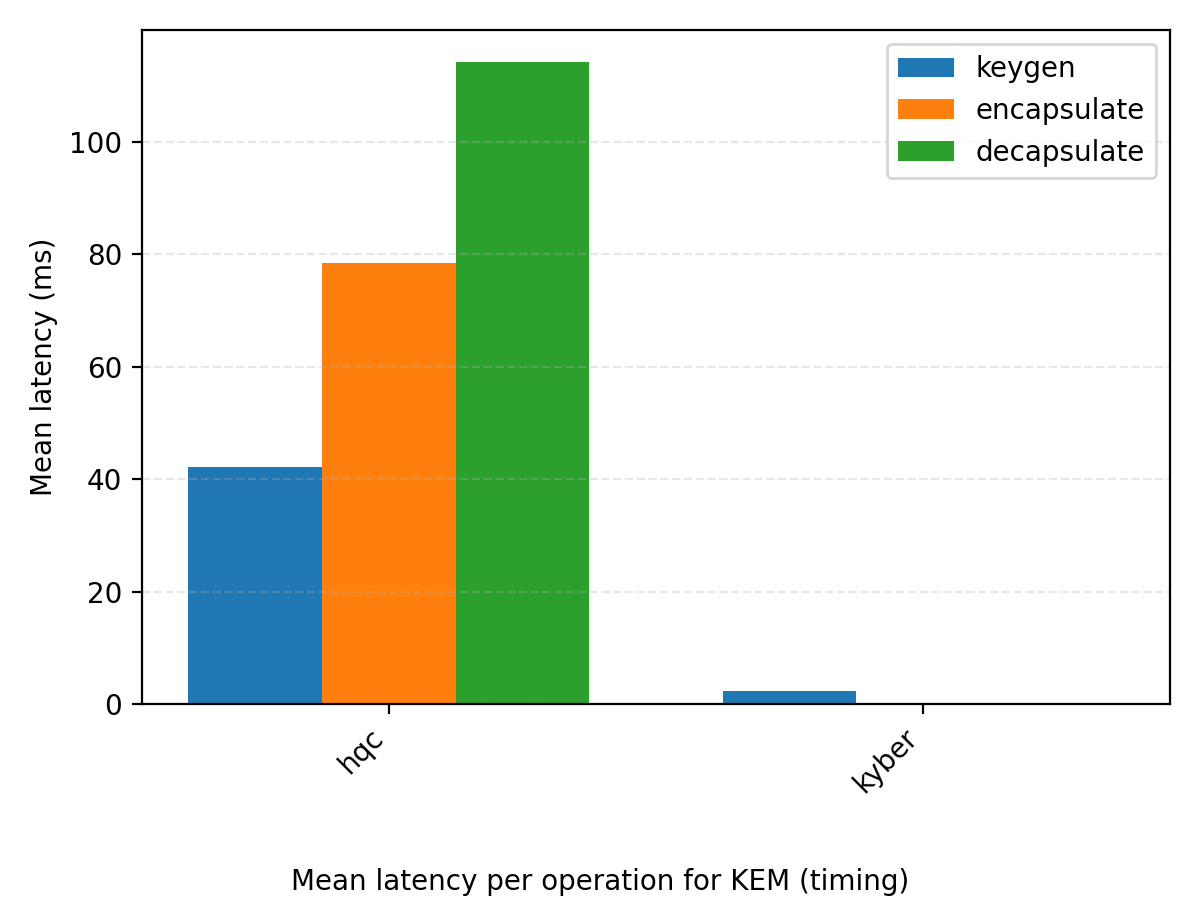 keygen
encapsulate
decapsulate
Mean latency (ms)
100
80
60
40
20
0
hqc
kyber
Mean latency per operation for KEM (timing)